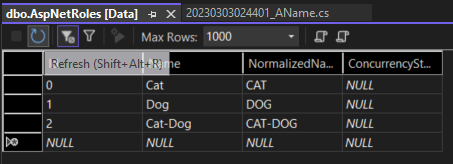 dbo.AspNetRoles [Data] 20230303024401_AName.cs
Max Rows: 1000
Refresh (Shift+Alt+R) me NormalizedNa... ConcurrencySt...
0 Cat CAT NULL
1 Dog DOG NULL
2 Cat-Dog CAT-DOG NULL
NULL NULL NULL NULL